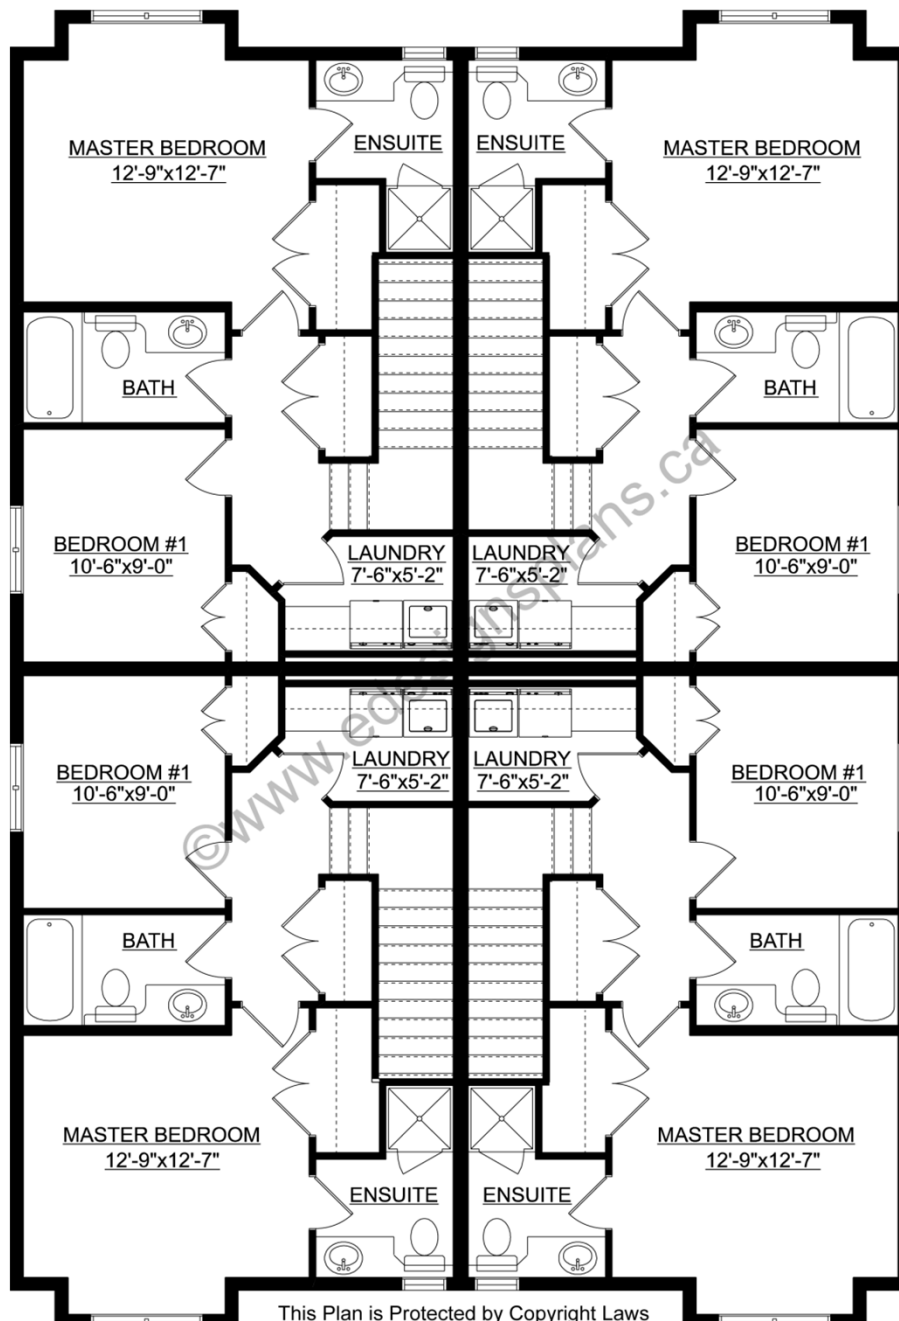 ENSUITE
ENSUITE
MASTER BEDROOM
12'-9"x12'-7"
MASTER BEDROOM
12'-9"x12'-7"
BATH
BATH
BEDROOM #1
10'-6"x9'-0"
LAUNDRY
7'-6"x5'-2"
LAUNDRY
7'-6"x5'-2"
BEDROOM #1
10'-6"x9'-0"
©www.edesignsplans.ca
BEDROOM #1
10'-6"x9'-0"
LAUNDRY
7'-6"x5'-2"
LAUNDRY
7'-6"x5'-2"
BEDROOM #1
10'-6"x9'-0"
BATH
BATH
MASTER BEDROOM
12'-9"x12'-7"
MASTER BEDROOM
12'-9"x12'-7"
ENSUITE
ENSUITE
This Plan is Protected by Copyright Laws